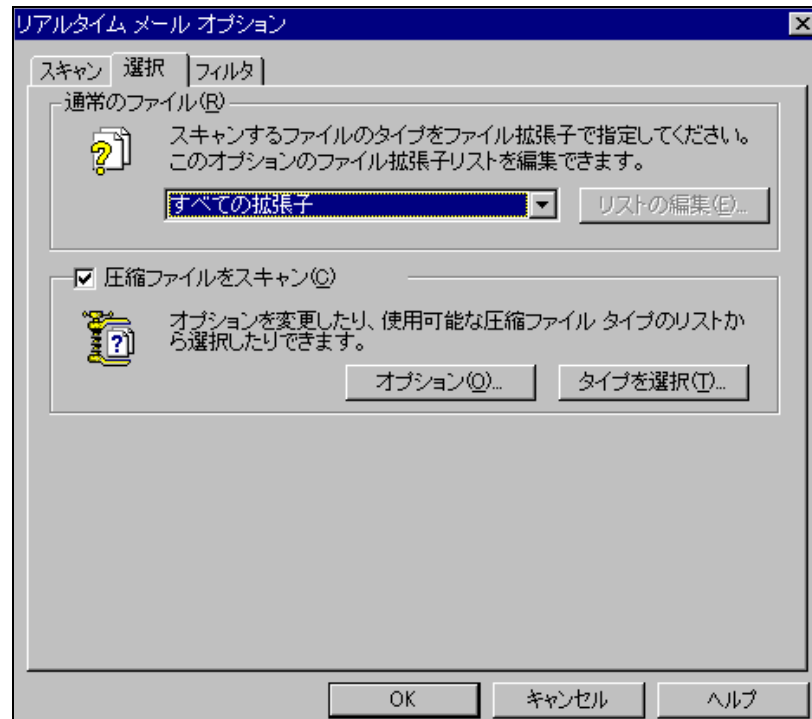 リアルタイム メール オプション
スキャン 選択 フィルタ
通常のファイル(R)
スキャンするファイルのタイプをファイル拡張子で指定してください。
このオプションのファイル拡張子リストを編集できます。
すべての拡張子 リストの編集(E)...
圧縮ファイルをスキャン(C)
オプションを変更したり、使用可能な圧縮ファイル タイプのリストか
ら選択したりできます。
オプション(O)... タイプを選択(T)...
OK キャンセル ヘルプ